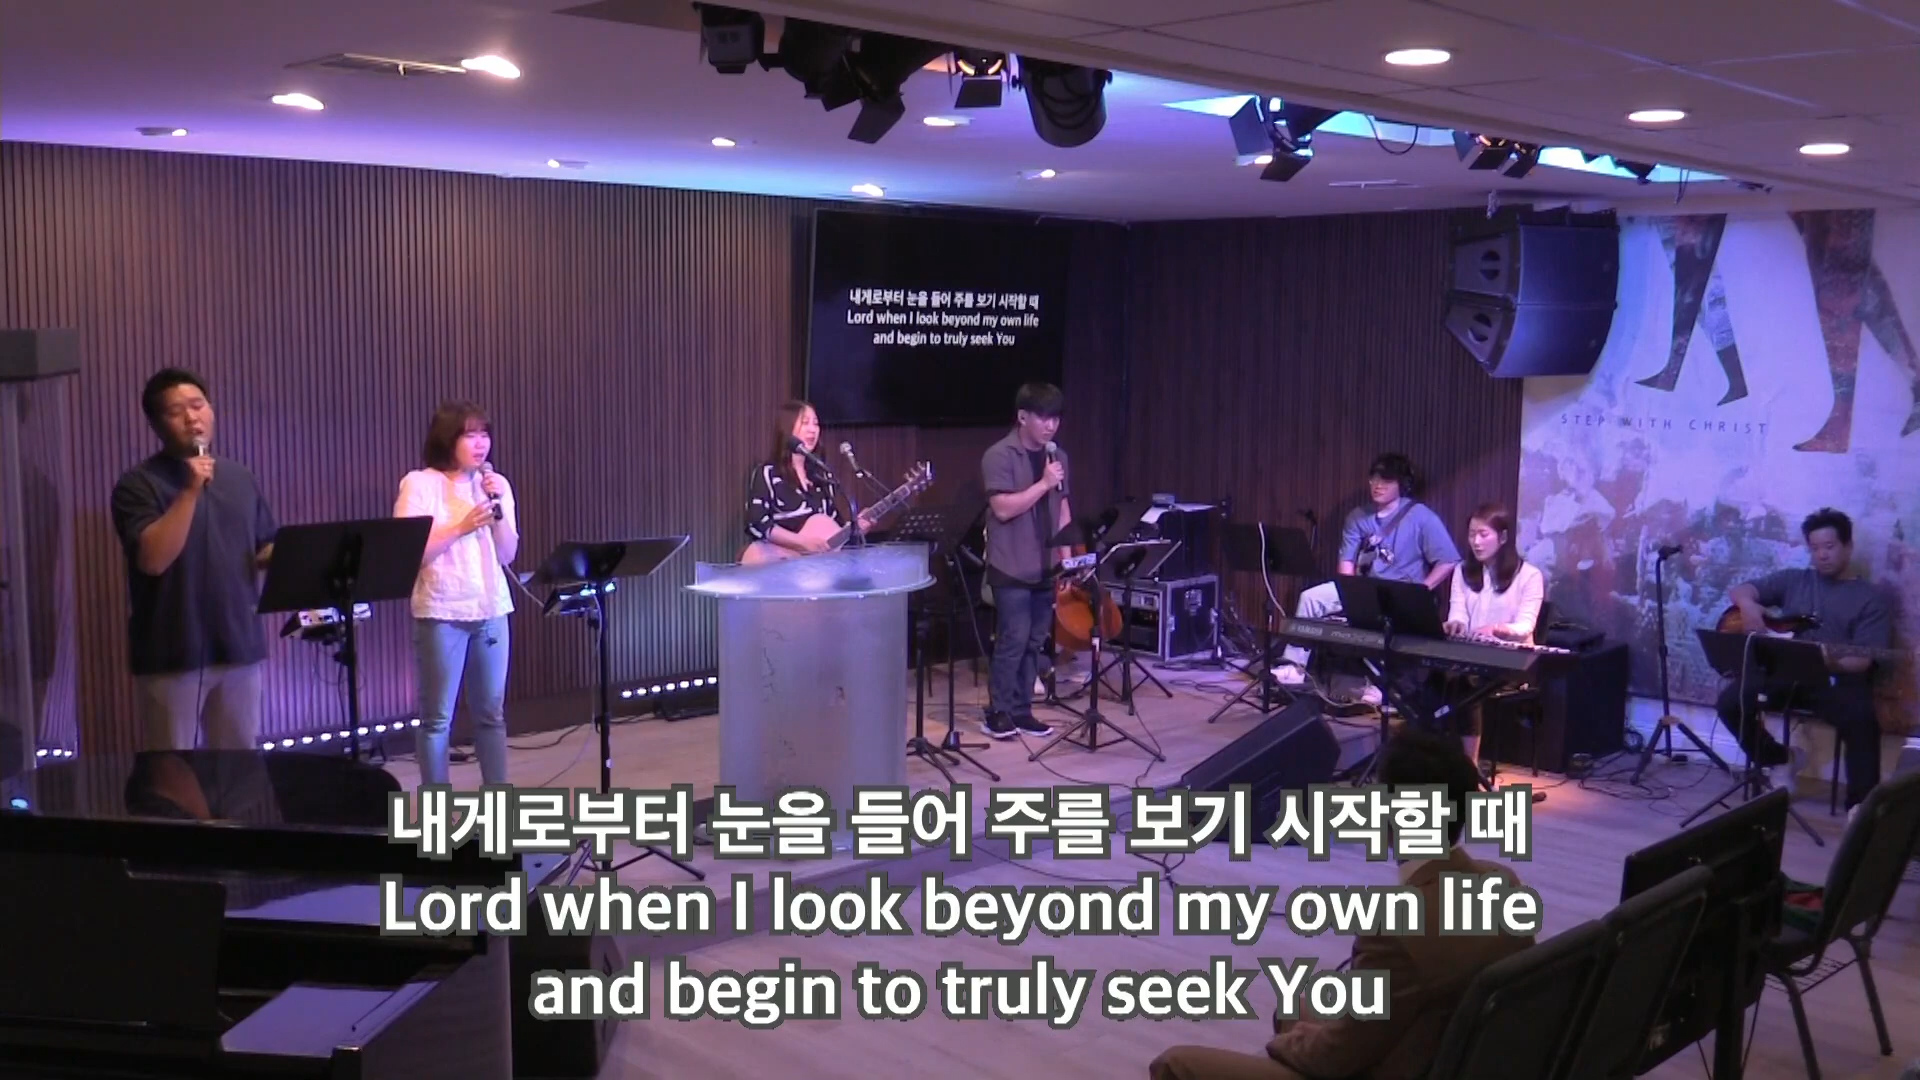 내게로부터 눈을 들어 주를 보기 시작할 때
Lord when I look beyond my own life
and begin to truly seek You
STEP WITH CHRIST
YAMAHA
내게로부터 눈을 들어 주를 보기 시작할 때
Lord when I look beyond my own life
and begin to truly seek You